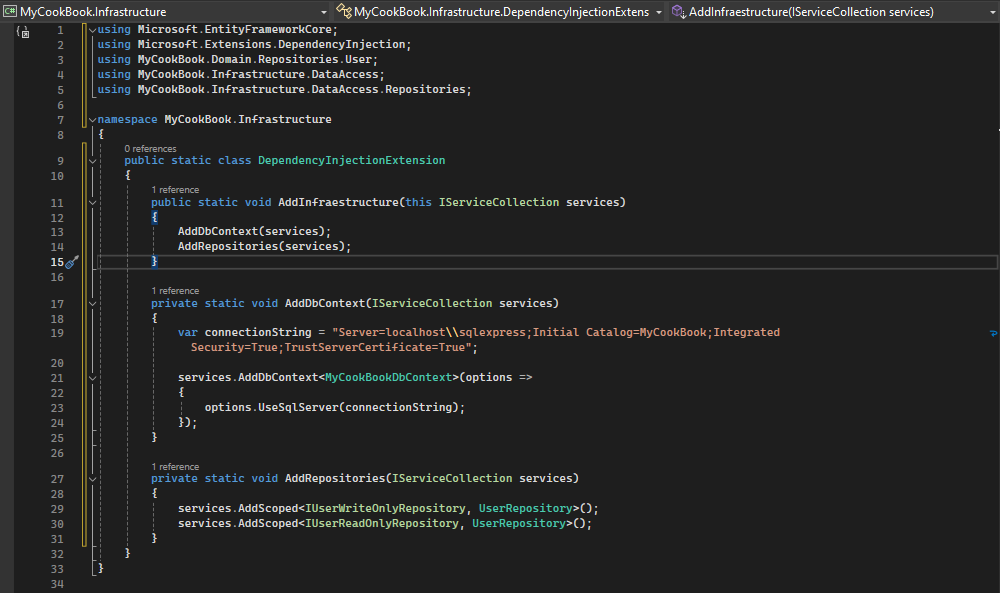 C# MyCookBook.Infrastructure MyCookBook.Infrastructure.DependencyInjectionExtens AddInfraestructure(IServiceCollection services)
1 using Microsoft.EntityFrameworkCore;
2 using Microsoft.Extensions.DependencyInjection;
3 using MyCookBook.Domain.Repositories.User;
4 using MyCookBook.Infrastructure.DataAccess;
5 using MyCookBook.Infrastructure.DataAccess.Repositories;
6
7 namespace MyCookBook.Infrastructure
8 {
0 references
9 public static class DependencyInjectionExtension
10 {
1 reference
11 public static void AddInfraestructure(this IServiceCollection services)
12 {
13 AddDbContext(services);
14 AddRepositories(services);
15 }
16
1 reference
17 private static void AddDbContext(IServiceCollection services)
18 {
19 var connectionString = "Server=localhost\\sqlexpress;Initial Catalog=MyCookBook;Integrated
Security=True;TrustServerCertificate=True";
20
21 services.AddDbContext<MyCookBookDbContext>(options =>
22 {
23 options.UseSqlServer(connectionString);
24 });
25 }
26
1 reference
27 private static void AddRepositories(IServiceCollection services)
28 {
29 services.AddScoped<IUserWriteOnlyRepository, UserRepository>();
30 services.AddScoped<IUserReadOnlyRepository, UserRepository>();
31 }
32 }
33 }
34